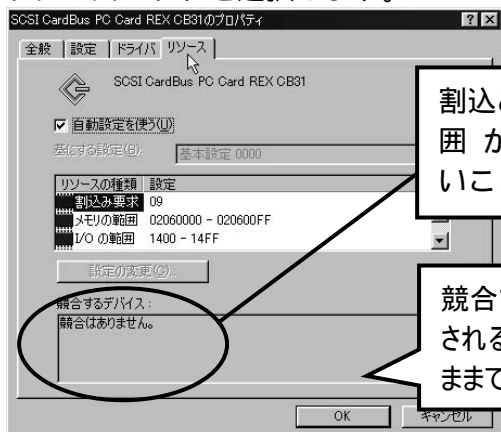 SCSI CardBus PC Card REX CB31のプロパティ
全般 設定 ドライバ リソース
SCSI CardBus PC Card REX CB31
自動設定を使う(U)
基にする設定(B): 基本設定 0000
リソースの種類 設定
割込み要求 09
メモリの範囲 02060000 - 020600FF
I/O の範囲 1400 - 14FF
設定の変更(C)...
競合するデバイス:
競合はありません。
OK キャンセル
割込
囲 か
いこ
競合
される
ままて